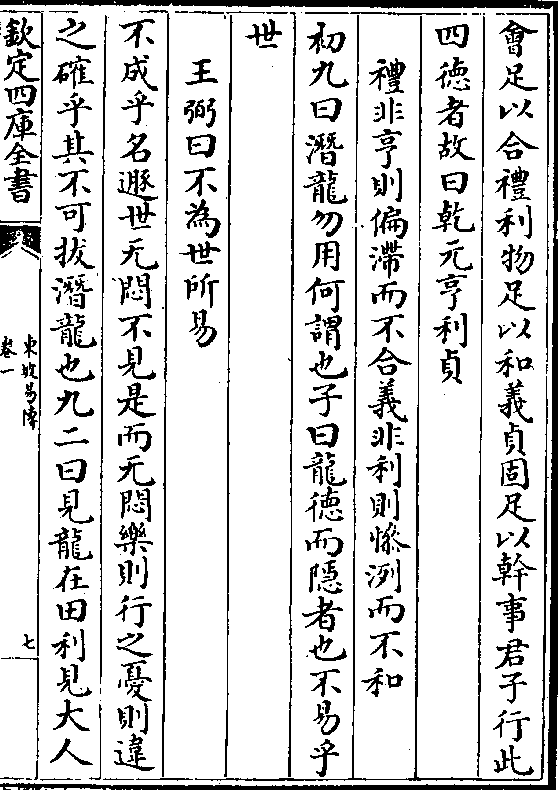 會足以合禮利物足以和義貞固足以幹事君子行此
四徳者故曰乾元亨利貞
禮非亨則偏滯而不合義非利則慘洌而不和
初九曰潛龍勿用何謂也子曰龍徳而隱者也不易乎
世
王弼曰不為世所易
不成乎名遯世无悶不見是而无悶樂則行之憂則違
之確乎其不可拔潛龍也九二曰見龍在田利見大人
欽定四庫全書
東坡易傳
卷一
七